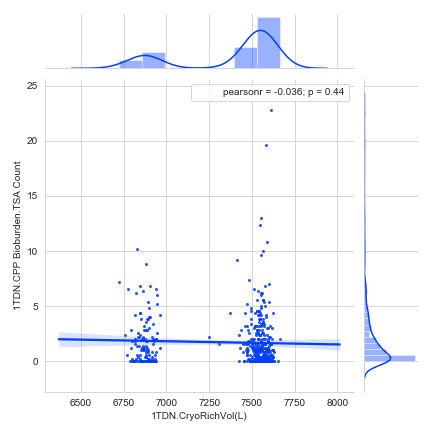 pearsonr = -0.036; p = 0.44
25
20
15
10
5
0
1TDN.CPP Bioburden.TSA Count
6500 6750 7000 7250 7500 7750 8000
1TDN.CryoRichVol(L)